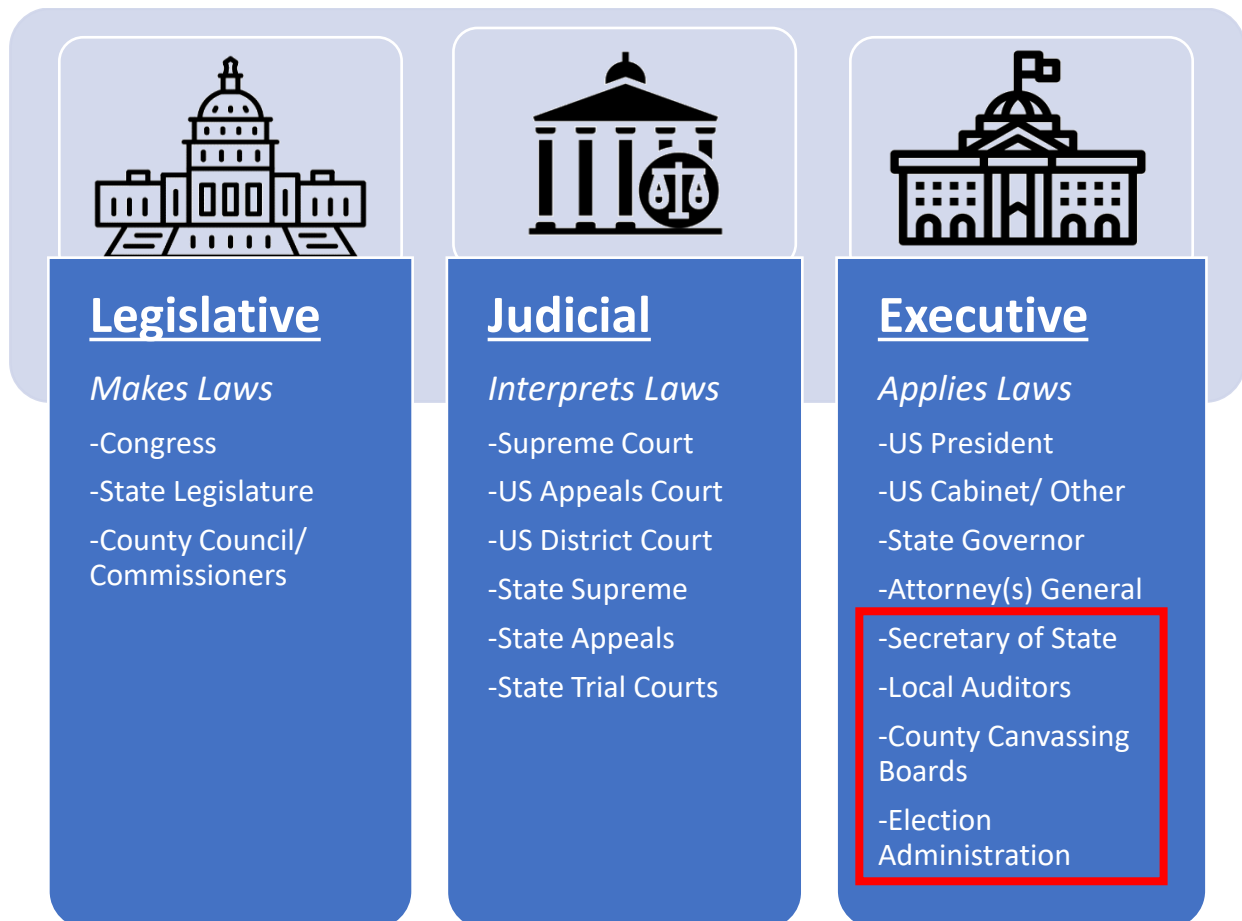 Legislative
Makes Laws
-Congress
-State Legislature
-County Council/
Commissioners
Judicial
Interprets Laws
-Supreme Court
-US Appeals Court
-US District Court
-State Supreme
-State Appeals
-State Trial Courts
Executive
Applies Laws
-US President
-US Cabinet/ Other
-State Governor
-Attorney(s) General
-Secretary of State
-Local Auditors
-County Canvassing
Boards
-Election
Administration